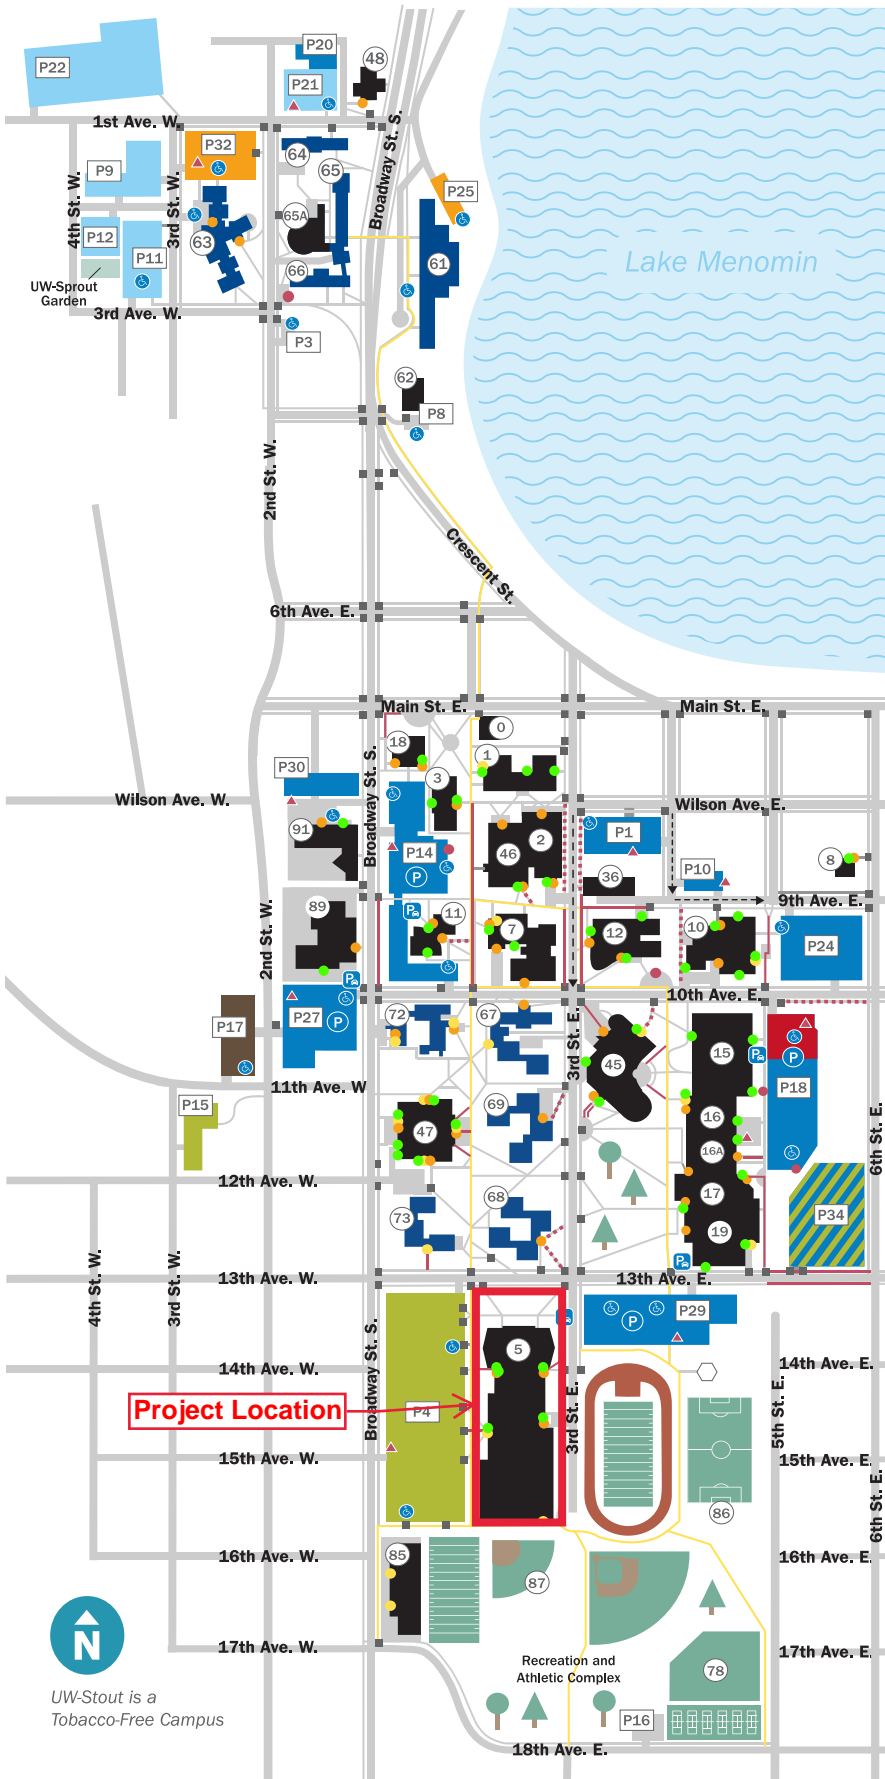 P20
48
P22
P21
1st Ave. W.
P32
64
65
P9
P25
4th St. W.
3rd St. W.
Broadway St. S.
65A
P12
63
P11
66
61
Lake Menomin
UW-Sprout
Garden
3rd Ave. W.
P3
62
P8
2nd St. W.
Crescent St.
6th Ave. E.
Main St. E.
Main St. E.
0
18
1
P30
3
Broadway St. S.
Wilson Ave. W.
Wilson Ave. E.
91
P14
46
2
P1
36
P10
8
P
9th Ave. E.
89
11
7
12
10
P24
2nd St. W.
P
10th Ave. E.
P17
P27
P
72
67
3rd St. E.
45
15
P
P
P18
11th Ave. W
P15
69
16
47
16A
6th St. E.
12th Ave. W.
17
P34
73
68
19
P
13th Ave. W.
13th Ave. E.
4th St. W.
3rd St. W.
P29
P
5
Broadway St. S.
14th Ave. W.
14th Ave. E.
Project Location
P4
3rd St. E.
5th St. E.
15th Ave. W.
15th Ave. E.
86
6th St. E.
16th Ave. W.
85
87
16th Ave. E.
N
17th Ave. W.
17th Ave. E.
Recreation and
Athletic Complex
78
UW-Stout is a
Tobacco-Free Campus
P16
18th Ave. E.